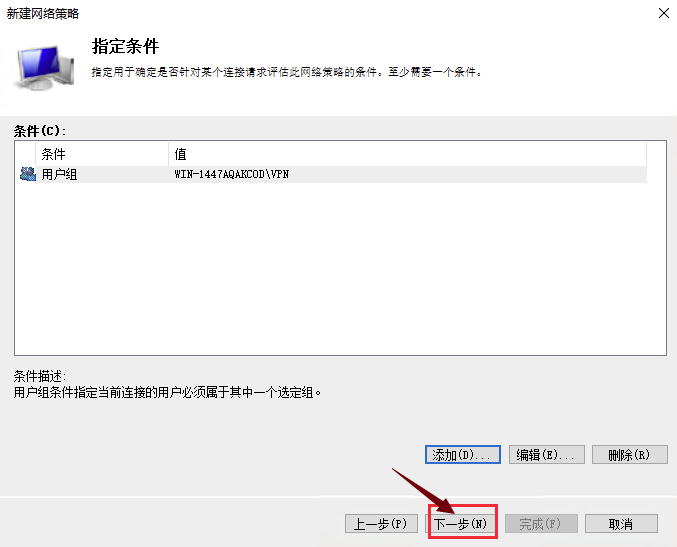 新建网络策略
指定条件
指定用于确定是否针对某个连接请求评估此网络策略的条件。至少需要一个条件。
条件(C):
条件 值
用户组 WIN-1447AQAKCOD\VPN
条件描述:
用户组条件指定当前连接的用户必须属于其中一个选定组。
添加(D)... 编辑(E)... 删除(R)
上一步(P) 下一步(N) 完成(F) 取消